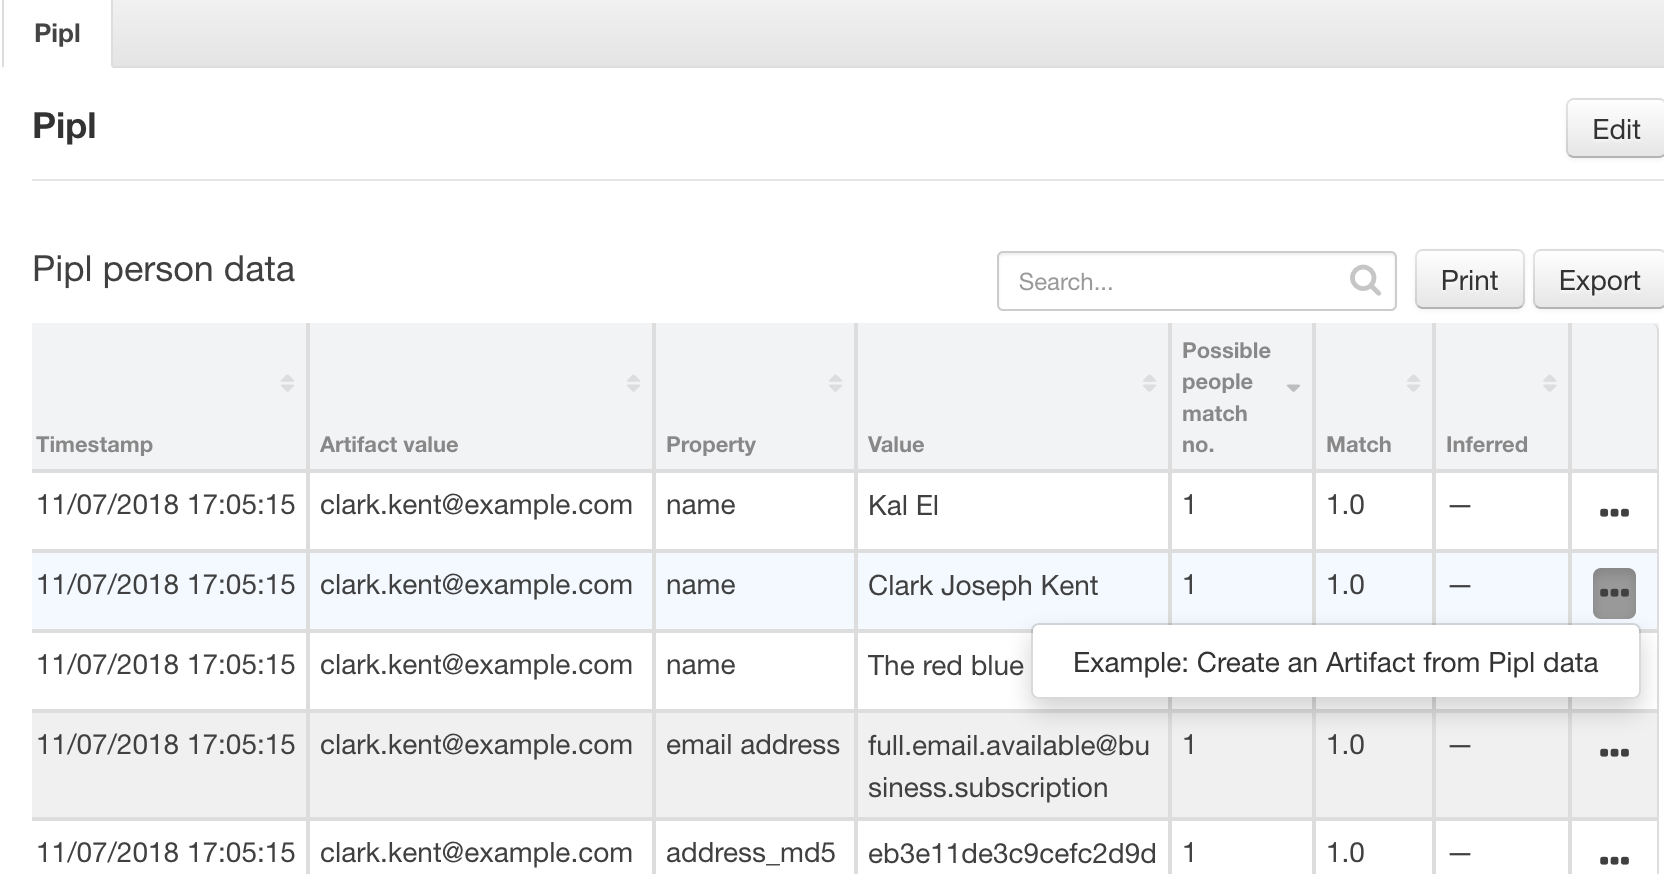 Pipl
Pipl
Edit
Pipl person data
Search...
Print
Export
Timestamp
Artifact value
Property
Value
Possible
people
match
no.
Match
Inferred
11/07/2018 17:05:15 clark.kent@example.com name Kal El 1 1.0 —
11/07/2018 17:05:15 clark.kent@example.com name Clark Joseph Kent 1 1.0 —
11/07/2018 17:05:15 clark.kent@example.com name The red blue
Example: Create an Artifact from Pipl data
11/07/2018 17:05:15 clark.kent@example.com email address full.email.available@bu 1 1.0 —
siness.subscription
11/07/2018 17:05:15 clark.kent@example.com address_md5 eb3e11de3c9cefc2d9d 1 1.0 —